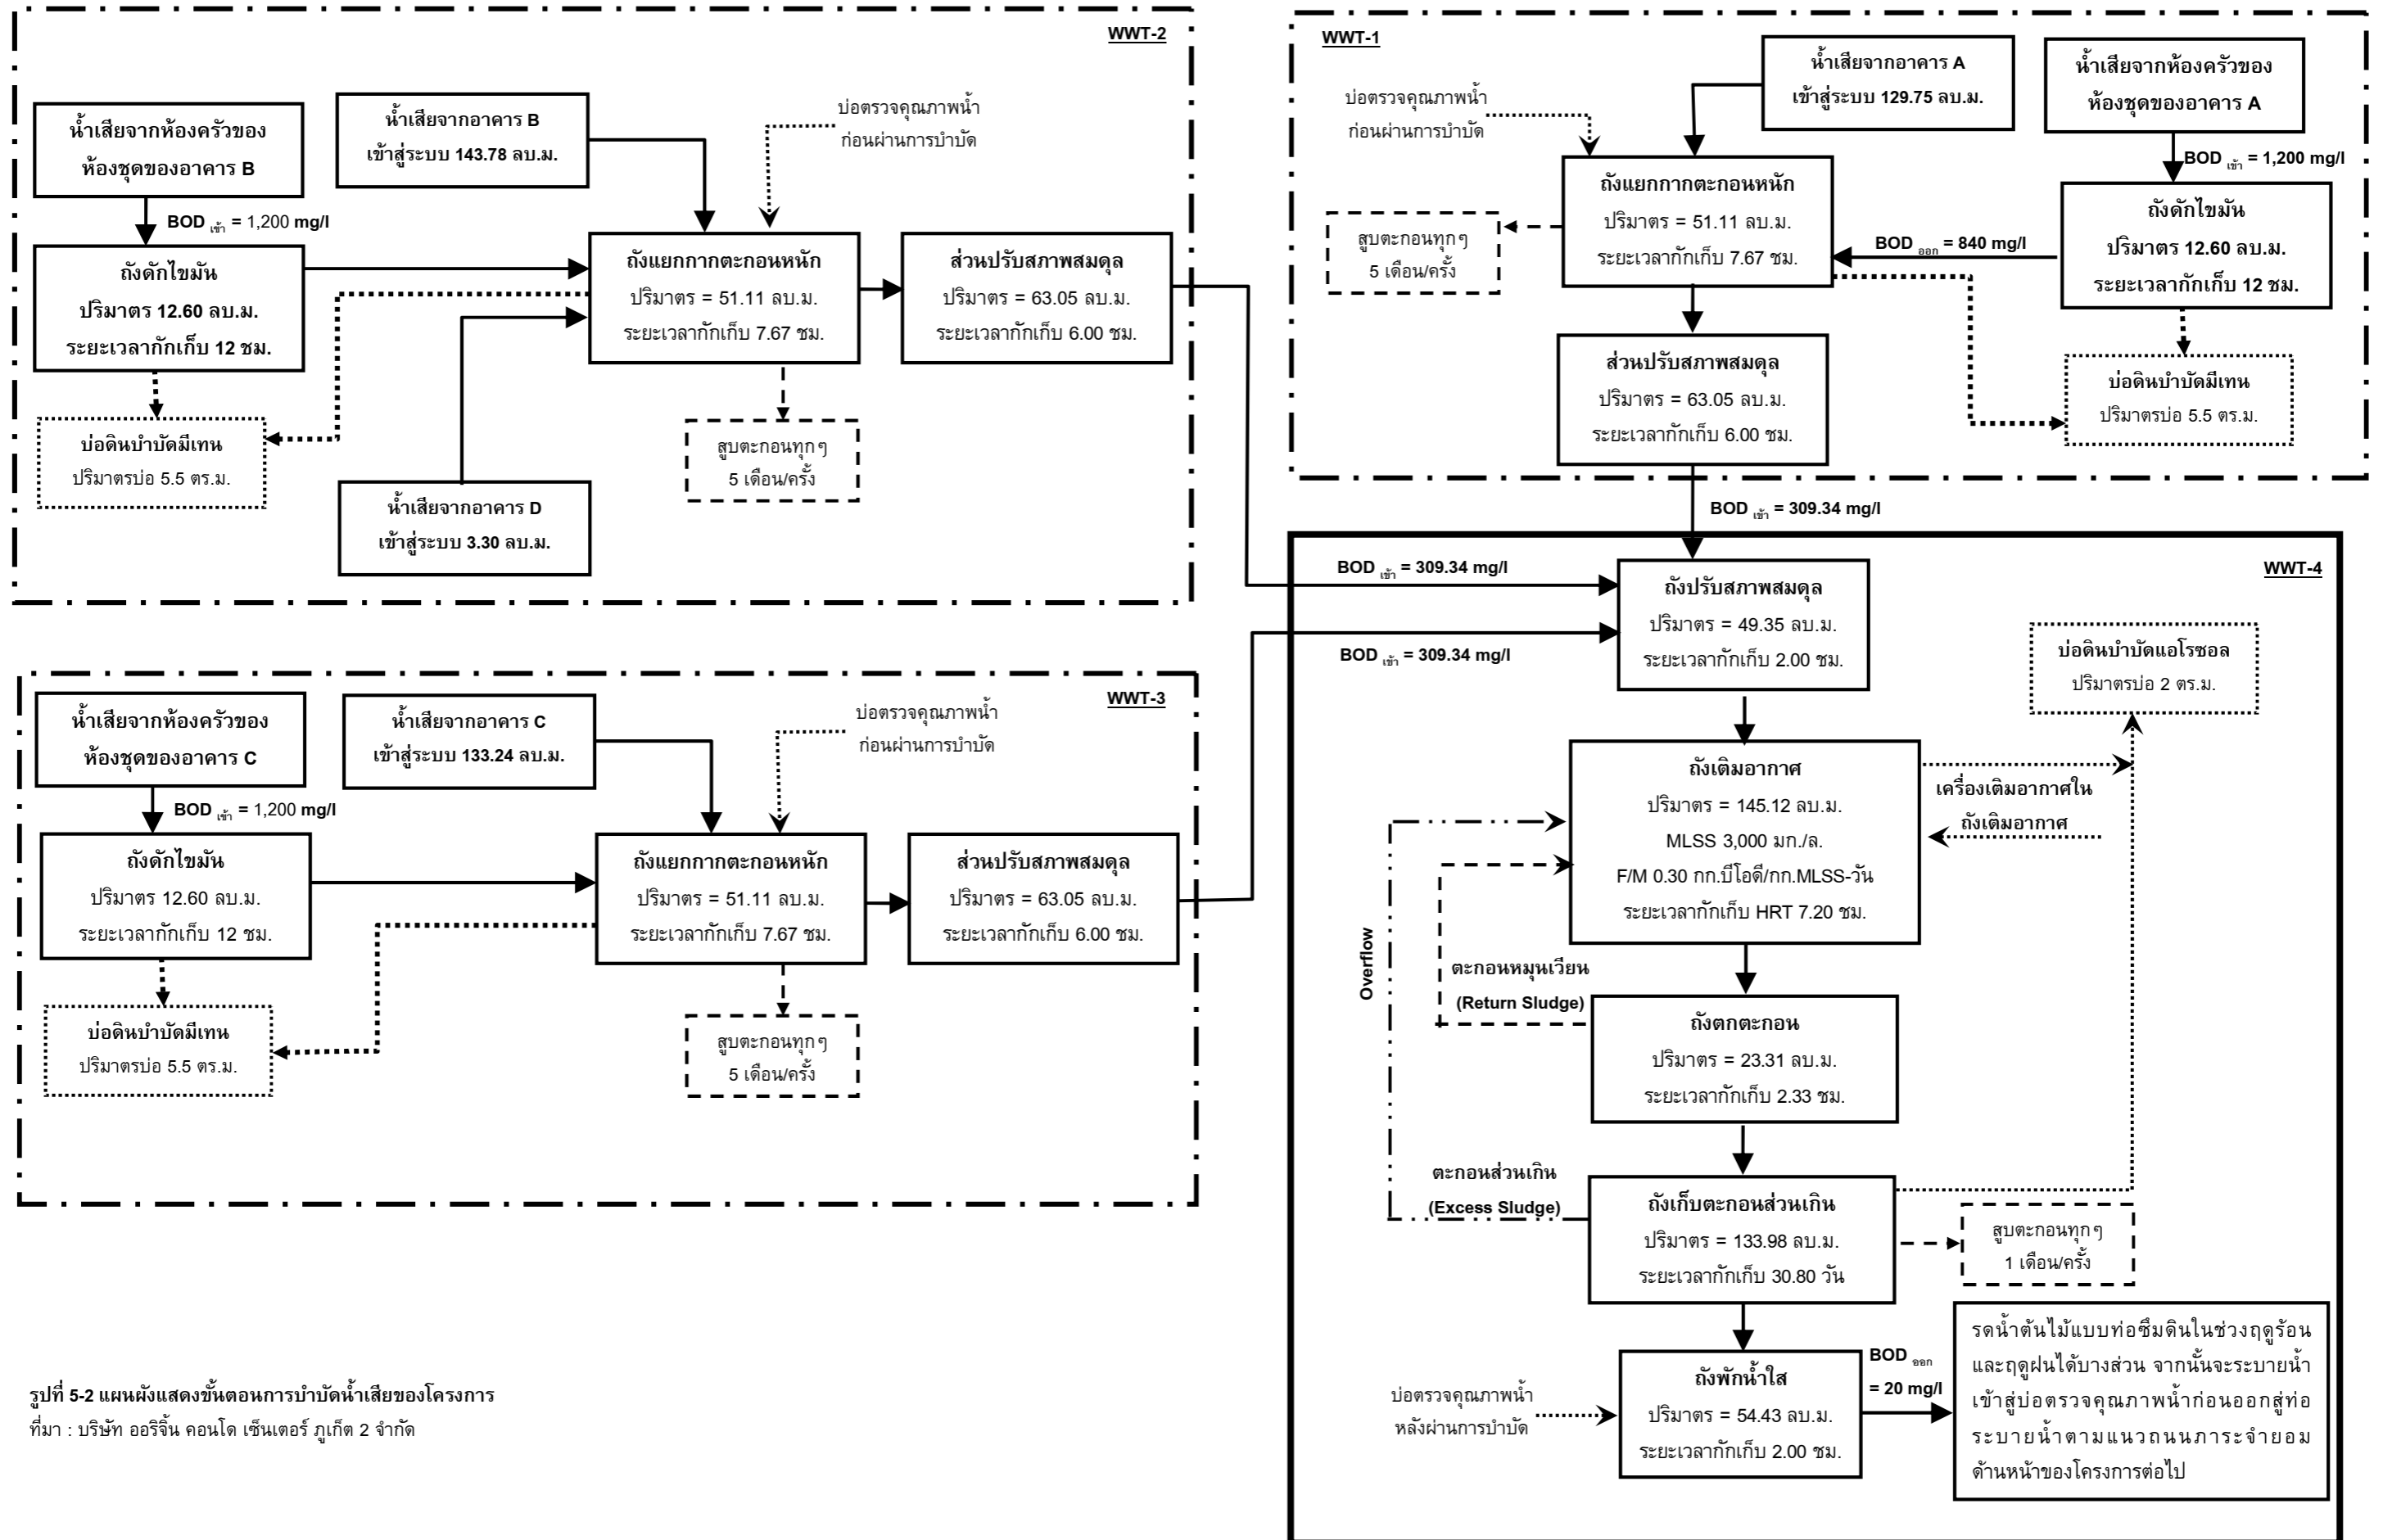 WWT-2
น้ำเสียจากห้องครัวของ
ห้องชุดของอาคาร B
BOD เข้า = 1,200 mg/l
น้ำเสียจากอาคาร B
เข้าสู่ระบบ 143.78 ลบ.ม.
บ่อตรวจคุณภาพน้ำ
ก่อนผ่านการบำบัด
ถังดักไขมัน
ปริมาตร 12.60 ลบ.ม.
ระยะเวลากักเก็บ 12 ชม.
ถังแยกกากตะกอนหนัก
ปริมาตร = 51.11 ลบ.ม.
ระยะเวลากักเก็บ 7.67 ชม.
ส่วนปรับสภาพสมดุล
ปริมาตร = 63.05 ลบ.ม.
ระยะเวลากักเก็บ 6.00 ชม.
บ่อดินบำบัดมีเทน
ปริมาตรบ่อ 5.5 ตร.ม.
สูบตะกอนทุกๆ
5 เดือน/ครั้ง
น้ำเสียจากอาคาร D
เข้าสู่ระบบ 3.30 ลบ.ม.
WWT-1
น้ำเสียจากอาคาร A
เข้าสู่ระบบ 129.75 ลบ.ม.
น้ำเสียจากห้องครัวของ
ห้องชุดของอาคาร A
บ่อตรวจคุณภาพน้ำ
ก่อนผ่านการบำบัด
BOD เข้า = 1,200 mg/l
ถังแยกกากตะกอนหนัก
ปริมาตร = 51.11 ลบ.ม.
ระยะเวลากักเก็บ 7.67 ชม.
สูบตะกอนทุกๆ
5 เดือน/ครั้ง
BOD ออก = 840 mg/l
ถังดักไขมัน
ปริมาตร 12.60 ลบ.ม.
ระยะเวลากักเก็บ 12 ชม.
ส่วนปรับสภาพสมดุล
ปริมาตร = 63.05 ลบ.ม.
ระยะเวลากักเก็บ 6.00 ชม.
บ่อดินบำบัดมีเทน
ปริมาตรบ่อ 5.5 ตร.ม.
BOD เข้า = 309.34 mg/l
WWT-3
น้ำเสียจากห้องครัวของ
ห้องชุดของอาคาร C
BOD เข้า = 1,200 mg/l
น้ำเสียจากอาคาร C
เข้าสู่ระบบ 133.24 ลบ.ม.
บ่อตรวจคุณภาพน้ำ
ก่อนผ่านการบำบัด
ถังดักไขมัน
ปริมาตร 12.60 ลบ.ม.
ระยะเวลากักเก็บ 12 ชม.
ถังแยกกากตะกอนหนัก
ปริมาตร = 51.11 ลบ.ม.
ระยะเวลากักเก็บ 7.67 ชม.
ส่วนปรับสภาพสมดุล
ปริมาตร = 63.05 ลบ.ม.
ระยะเวลากักเก็บ 6.00 ชม.
บ่อดินบำบัดมีเทน
ปริมาตรบ่อ 5.5 ตร.ม.
สูบตะกอนทุกๆ
5 เดือน/ครั้ง
WWT-4
BOD เข้า = 309.34 mg/l
BOD เข้า = 309.34 mg/l
ถังปรับสภาพสมดุล
ปริมาตร = 49.35 ลบ.ม.
ระยะเวลากักเก็บ 2.00 ชม.
บ่อดินบำบัดแอโรซอล
ปริมาตรบ่อ 2 ตร.ม.
ถังเติมอากาศ
ปริมาตร = 145.12 ลบ.ม.
MLSS 3,000 มก./ล.
F/M 0.30 กก.บีโอดี/กก.MLSS-วัน
ระยะเวลากักเก็บ HRT 7.20 ชม.
เครื่องเติมอากาศใน
ถังเติมอากาศ
Overflow
ตะกอนหมุนเวียน
(Return Sludge)
ถังตกตะกอน
ปริมาตร = 23.31 ลบ.ม.
ระยะเวลากักเก็บ 2.33 ชม.
ตะกอนส่วนเกิน
(Excess Sludge)
ถังเก็บตะกอนส่วนเกิน
ปริมาตร = 133.98 ลบ.ม.
ระยะเวลากักเก็บ 30.80 วัน
สูบตะกอนทุกๆ
1 เดือน/ครั้ง
บ่อตรวจคุณภาพน้ำ
หลังผ่านการบำบัด
ถังพักน้ำใส
ปริมาตร = 54.43 ลบ.ม.
ระยะเวลากักเก็บ 2.00 ชม.
BOD ออก
= 20 mg/l
รดน้ำต้นไม้แบบท่อซึมดินในช่วงฤดูร้อน
และฤดูฝนได้บางส่วน จากนั้นจะระบายน้ำ
เข้าสู่บ่อตรวจคุณภาพน้ำก่อนออกสู่ท่อ
ระบายน้ำตามแนวถนนภาระจำยอม
ด้านหน้าของโครงการต่อไป
รูปที่ 5-2 แผนผังแสดงขั้นตอนการบำบัดน้ำเสียของโครงการ
ที่มา : บริษัท ออริจิ้น คอนโด เซ็นเตอร์ ภูเก็ต 2 จำกัด